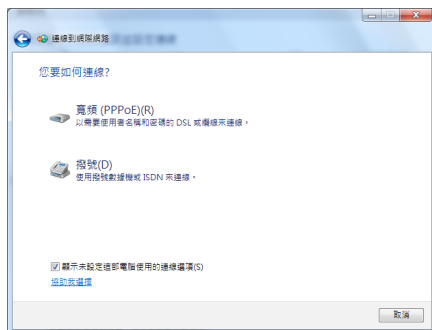 連線到網際網路
您要如何連線?
寬頻 (PPPoE)(R)
以需要使用者名稱和密碼的 DSL 或纜線來連線。
撥號(D)
使用撥號數據機或 ISDN 來連線。
顯示未設定這部電腦使用的連線選項(S)
協助我選擇
取消